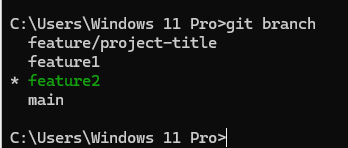 C:\Users\Windows 11 Pro>git branch
  feature/project-title
  feature1
* feature2
  main

C:\Users\Windows 11 Pro>